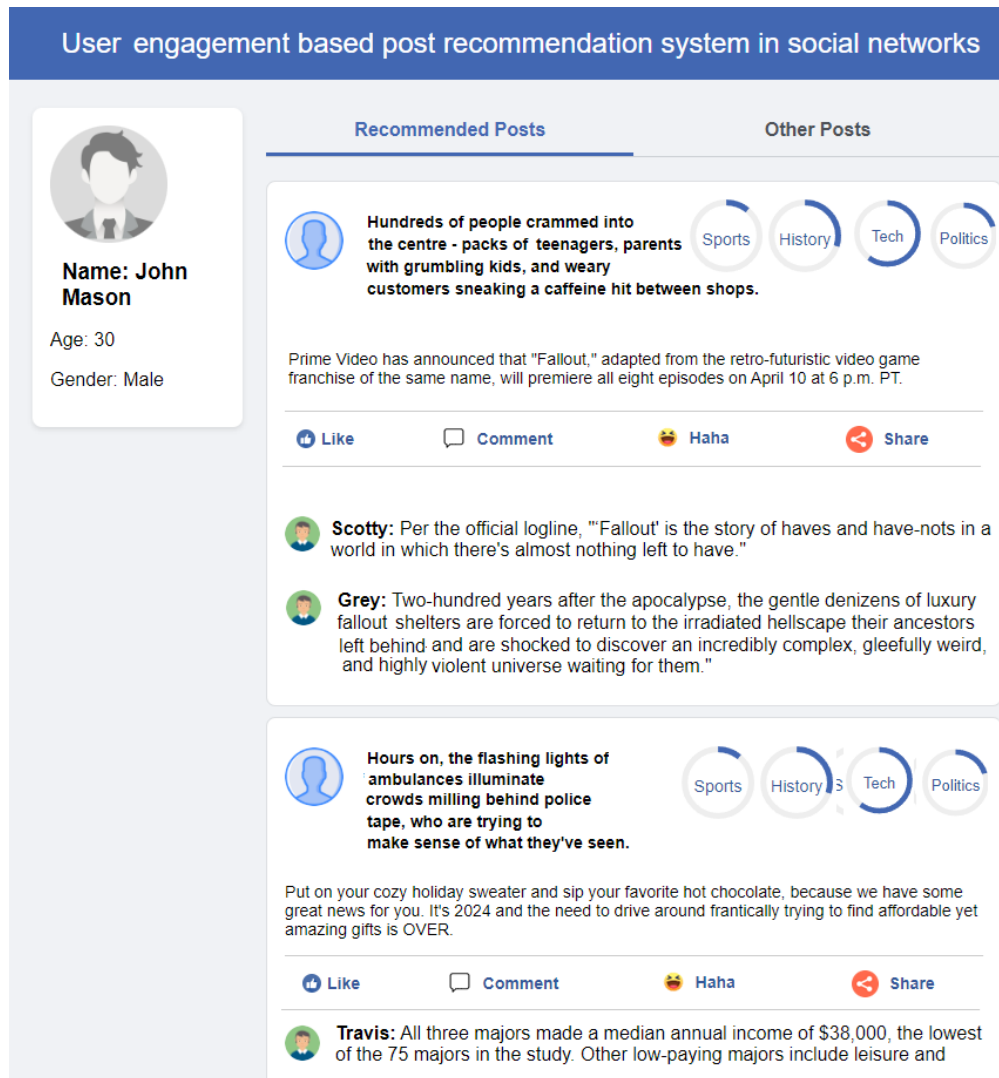 User engagement based post recommendation system in social networks
Recommended Posts
Other Posts
Name: John
Mason
Age: 30
Gender: Male
Hundreds of people crammed into
the centre - packs of teenagers, parents
with grumbling kids, and weary
customers sneaking a caffeine hit between shops.
Sports
History
Tech
Politics
Prime Video has announced that "Fallout," adapted from the retro-futuristic video game
franchise of the same name, will premiere all eight episodes on April 10 at 6 p.m. PT.
Like
Comment
Haha
Share
Scotty: Per the official logline, "'Fallout' is the story of haves and have-nots in a
world in which there's almost nothing left to have."
Grey: Two-hundred years after the apocalypse, the gentle denizens of luxury
fallout shelters are forced to return to the irradiated hellscape their ancestors
left behind and are shocked to discover an incredibly complex, gleefully weird,
and highly violent universe waiting for them."
Hours on, the flashing lights of
ambulances illuminate
crowds milling behind police
tape, who are trying to
make sense of what they've seen.
Sports
History
S
Tech
Politics
Put on your cozy holiday sweater and sip your favorite hot chocolate, because we have some
great news for you. It's 2024 and the need to drive around frantically trying to find affordable yet
amazing gifts is OVER.
Like
Comment
Haha
Share
Travis: All three majors made a median annual income of $38,000, the lowest
of the 75 majors in the study. Other low-paying majors include leisure and